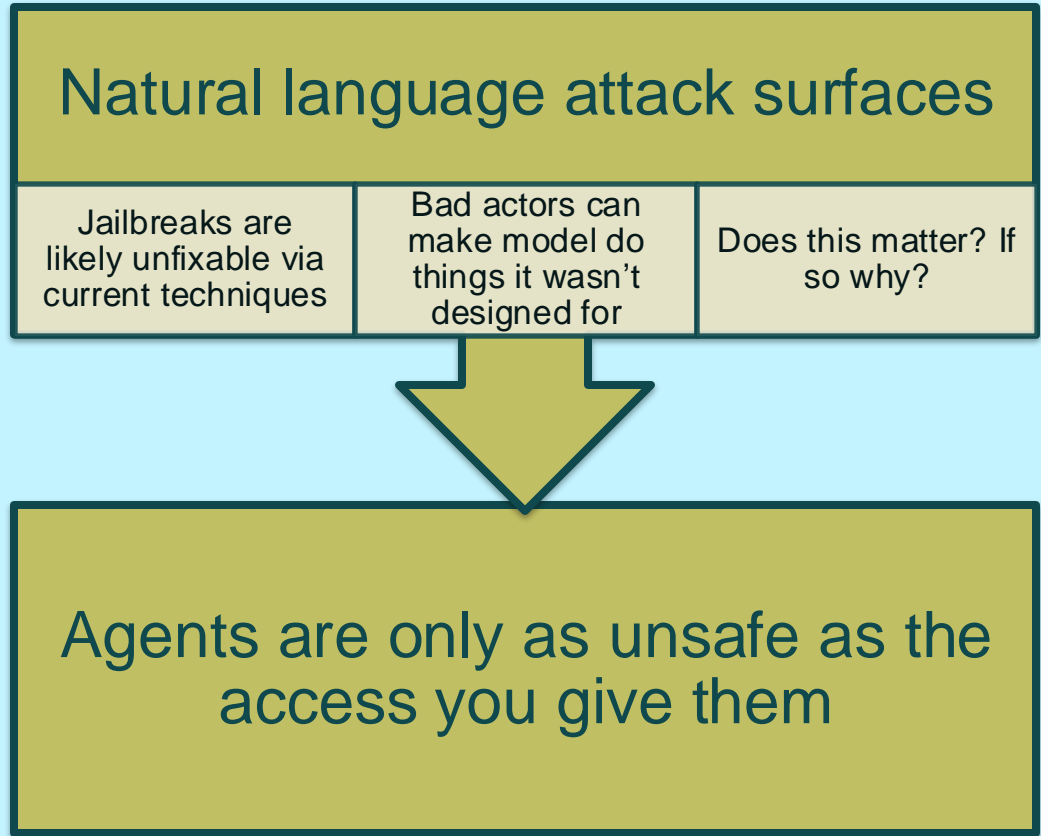 Natural language attack surfaces
Jailbreaks are
likely unfixable via
current techniques
Bad actors can
make model do
things it wasn’t
designed for
Does this matter? If
so why?
Agents are only as unsafe as the
access you give them